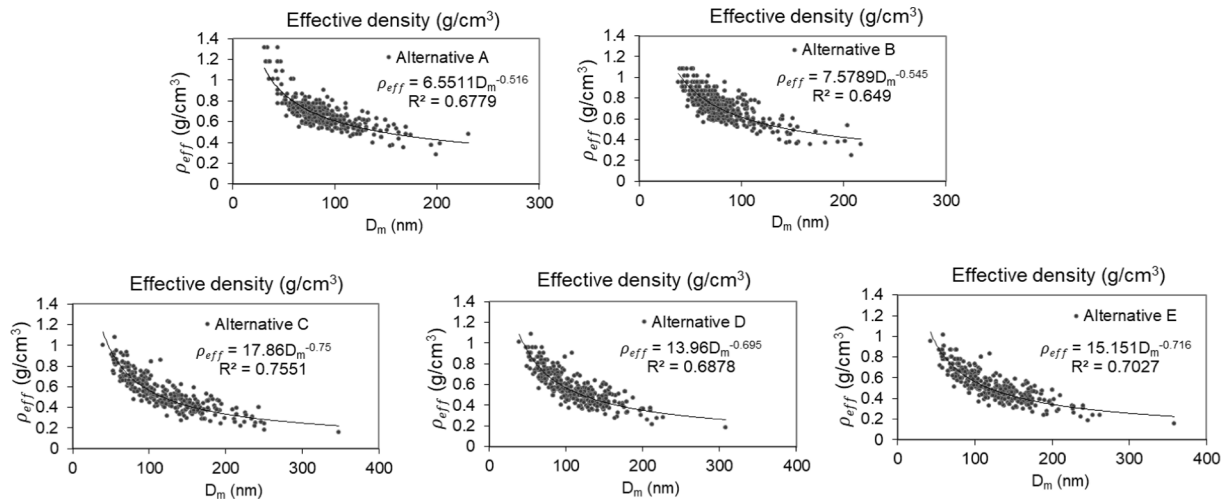 Effective density (g/cm³)
1.4
1.2
1
0.8
0.6
0.4
0.2
0
ρeff (g/cm³)
Alternative A
ρeff = 6.5511Dm^-0.516
R² = 0.6779
0 100 200 300
Dm (nm)
Effective density (g/cm³)
1.4
1.2
1
0.8
0.6
0.4
0.2
0
ρeff (g/cm³)
Alternative B
ρeff = 7.5789Dm^-0.545
R² = 0.649
0 100 200 300
Dm (nm)
Effective density (g/cm³)
1.4
1.2
1
0.8
0.6
0.4
0.2
0
ρeff (g/cm³)
Alternative C
ρeff = 17.86Dm^-0.75
R² = 0.7551
0 100 200 300 400
Dm (nm)
Effective density (g/cm³)
1.4
1.2
1
0.8
0.6
0.4
0.2
0
ρeff (g/cm³)
Alternative D
ρeff = 13.96Dm^-0.695
R² = 0.6878
0 100 200 300 400
Dm (nm)
Effective density (g/cm³)
1.4
1.2
1
0.8
0.6
0.4
0.2
0
ρeff (g/cm³)
Alternative E
ρeff = 15.151Dm^-0.716
R² = 0.7027
0 100 200 300 400
Dm (nm)